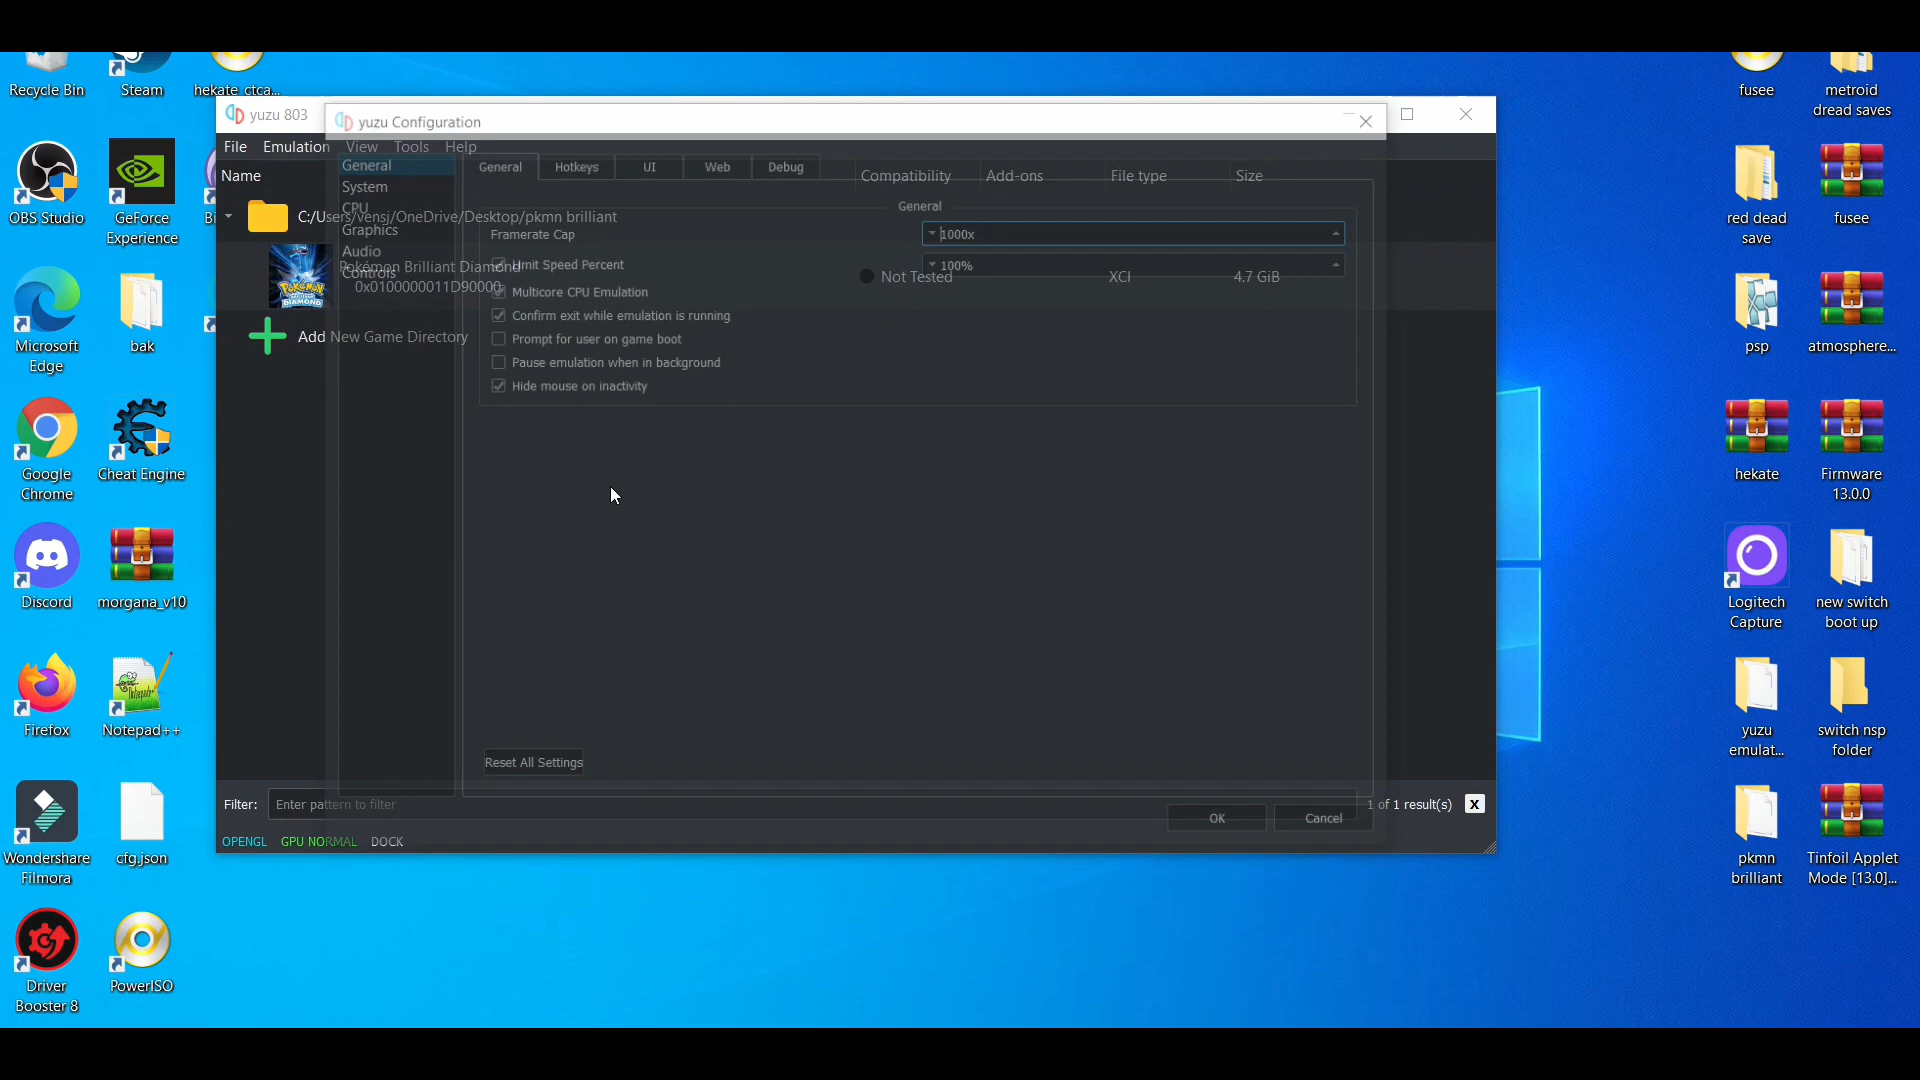 Recycle Bin
Steam
hekate_ctca...
fusee
metroid
dread saves
OBS Studio
GeForce
Experience
Bi
red dead
save
fusee
Microsoft
Edge
bak
psp
atmosphere...
Google
Chrome
Cheat Engine
hekate
Firmware
13.0.0
Discord
morgana_v10
Logitech
Capture
new switch
boot up
Firefox
Notepad++
yuzu
emulat...
switch nsp
folder
Wondershare
Filmora
cfg.json
pkmn
brilliant
Tinfoil Applet
Mode [13.0]...
Driver
Booster 8
PowerISO
yuzu 803
File Emulation View Tools Help
Name Compatibility Add-ons File type Size
C:/Users/vensj/OneDrive/Desktop/pkmn brilliant
Pokémon Brilliant Diamond
0x0100000011D90000
Not Tested XCI 4.7 GiB
POKÉMON
BRILLIANT
DIAMOND
Add New Game Directory
Filter: Enter pattern to filter 1 of 1 result(s) X
OPENGL GPU NORMAL DOCK
yuzu Configuration
General
System
CPU
Graphics
Audio
Controls
General Hotkeys UI Web Debug
General
Framerate Cap 1000x
Limit Speed Percent 100%
Multicore CPU Emulation
Confirm exit while emulation is running
Prompt for user on game boot
Pause emulation when in background
Hide mouse on inactivity
Reset All Settings
OK Cancel